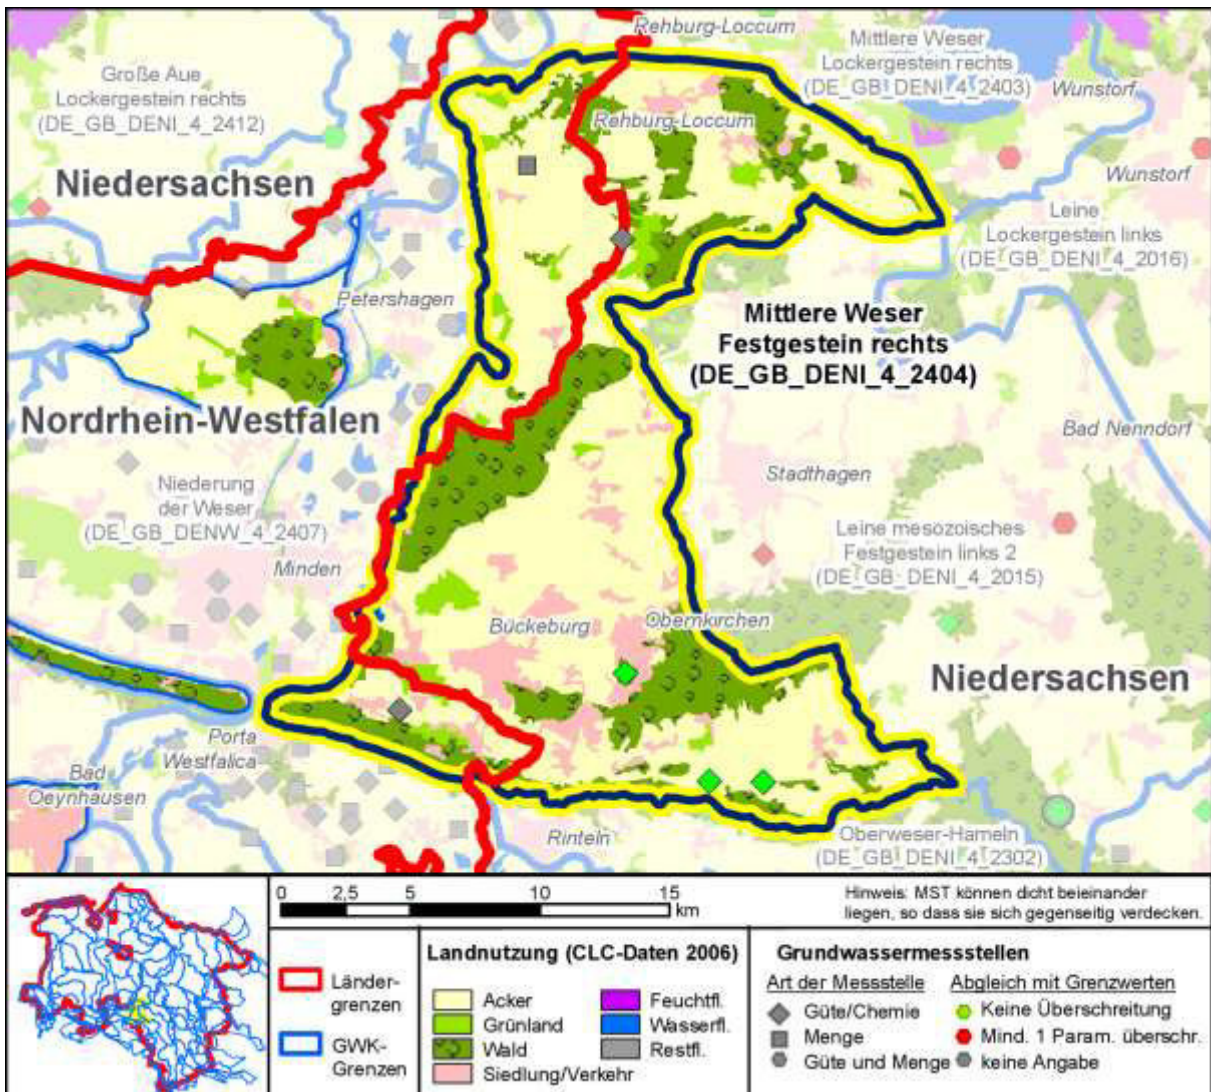 Rehburg-Loccum
Große Aue
Lockergestein rechts
(DE_GB_DENI_4_2412)
Mittlere Weser
Lockergestein rechts
(DE_GB_DENI_4_2403)
Wunstorf
Rehburg-Loccum
Niedersachsen
Wunstorf
Leine
Lockergestein links
(DE_GB_DENI_4_2016)
Petershagen
Mittlere Weser
Festgestein rechts
(DE_GB_DENI_4_2404)
Nordrhein-Westfalen
Bad Nenndorf
Stadthagen
Niederung
der Weser
(DE_GB_DENW_4_2407)
Leine mesozoisches
Festgestein links 2
(DE_GB_DENI_4_2015)
Minden
Bückeburg
Obernkirchen
Niedersachsen
Porta
Westfalica
Bad
Oeynhausen
Rinteln
Oberweser-Hameln
(DE_GB_DENI_4_2302)
0 2,5 5 10 15
km
Hinweis: MST können dicht beieinander
liegen, so dass sie sich gegenseitig verdecken.
Länder-
grenzen
GWK-
Grenzen
Landnutzung (CLC-Daten 2006)
Acker
Grünland
Wald
Siedlung/Verkehr
Feuchtfl.
Wasserfl.
Restfl.
Grundwassermessstellen
Art der Messstelle
Güte/Chemie
Menge
Güte und Menge
Abgleich mit Grenzwerten
Keine Überschreitung
Mind. 1 Param. überschr.
keine Angabe